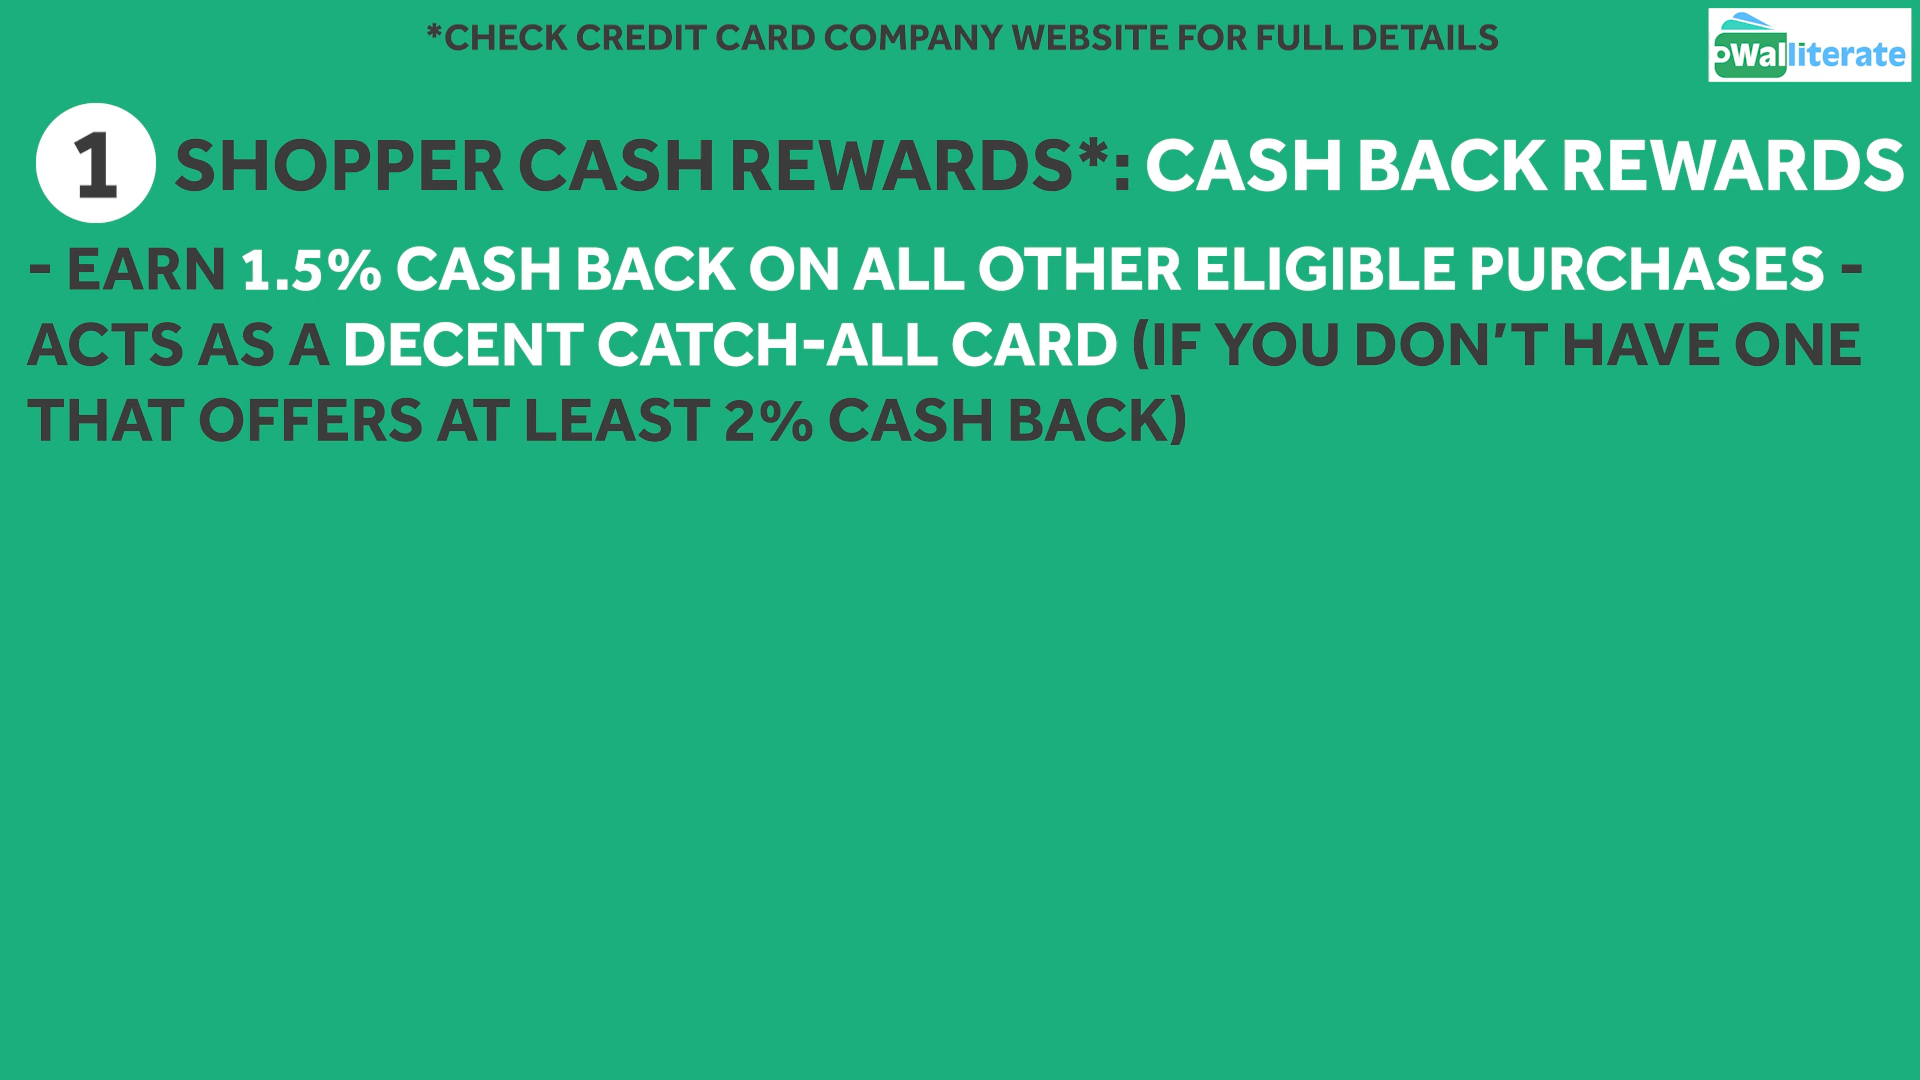 *CHECK CREDIT CARD COMPANY WEBSITE FOR FULL DETAILS
oWalliterate
1 SHOPPER CASH REWARDS*: CASH BACK REWARDS
- EARN 1.5% CASH BACK ON ALL OTHER ELIGIBLE PURCHASES -
ACTS AS A DECENT CATCH-ALL CARD (IF YOU DON'T HAVE ONE
THAT OFFERS AT LEAST 2% CASH BACK)